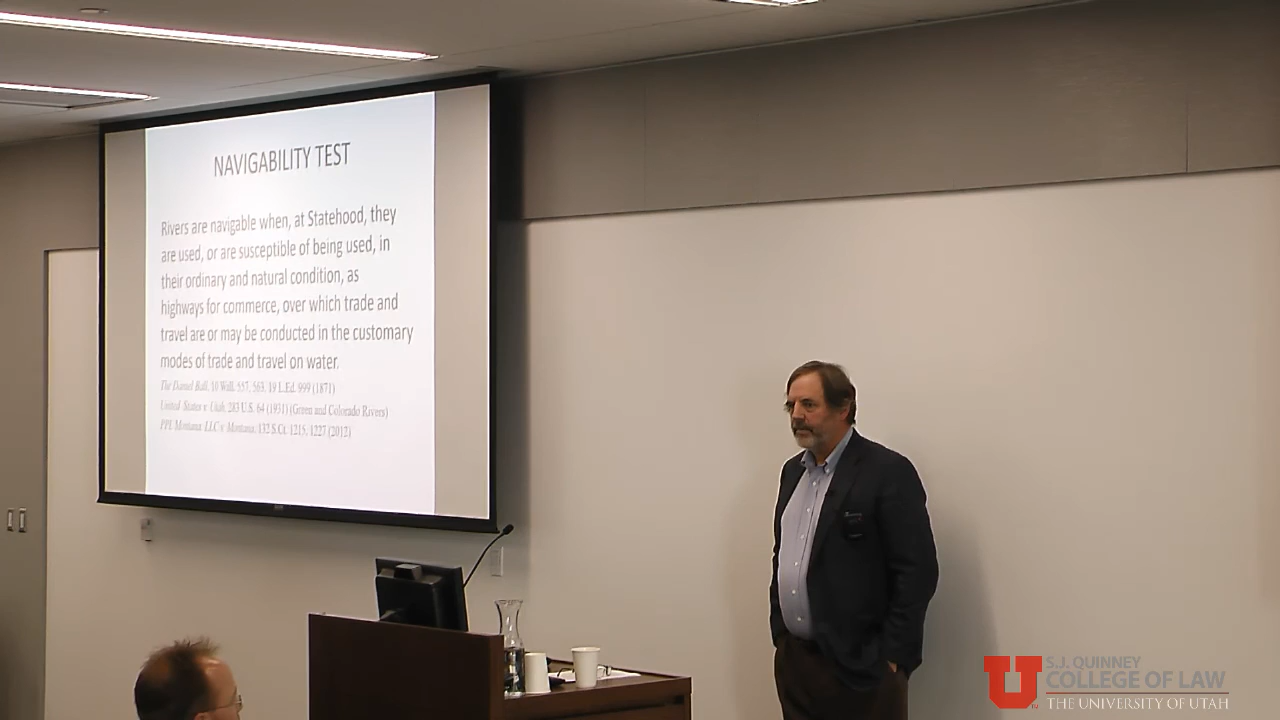 NAVIGABILITY TEST
Rivers are navigable when, at Statehood, they
are used, or are susceptible of being used, in
their ordinary and natural condition, as
highways for commerce, over which trade and
travel are or may be conducted in the customary
modes of trade and travel on water.
The Daniel Ball, 10 Wall. 557, 563, 19 L.Ed. 999 (1871)
United States v. Utah, 283 U.S. 64 (1931) (Green and Colorado Rivers)
PPL Montana, LLC v. Montana, 132 S.Ct. 1215, 1227 (2012)
U
S.J. QUINNEY
COLLEGE OF LAW
THE UNIVERSITY OF UTAH